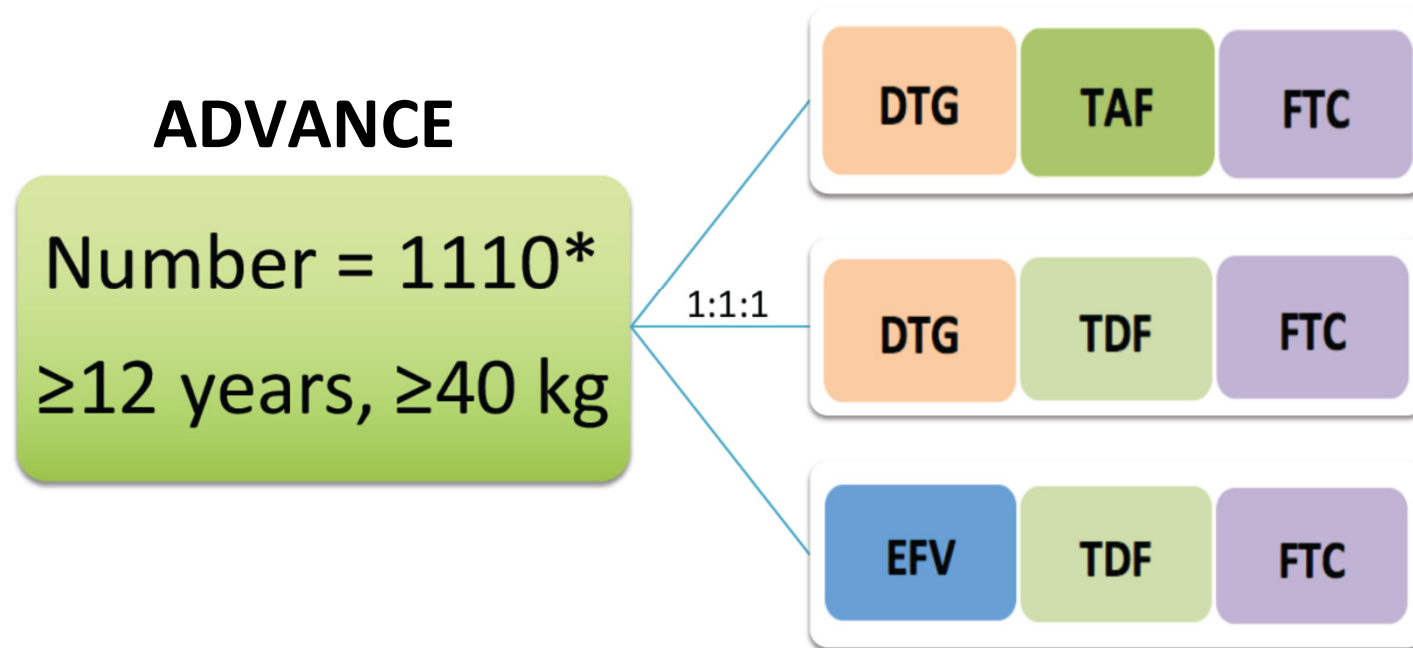 ADVANCE
Number = 1110*
≥12 years, ≥40 kg
1:1:1
DTG TAF FTC
DTG TDF FTC
EFV TDF FTC